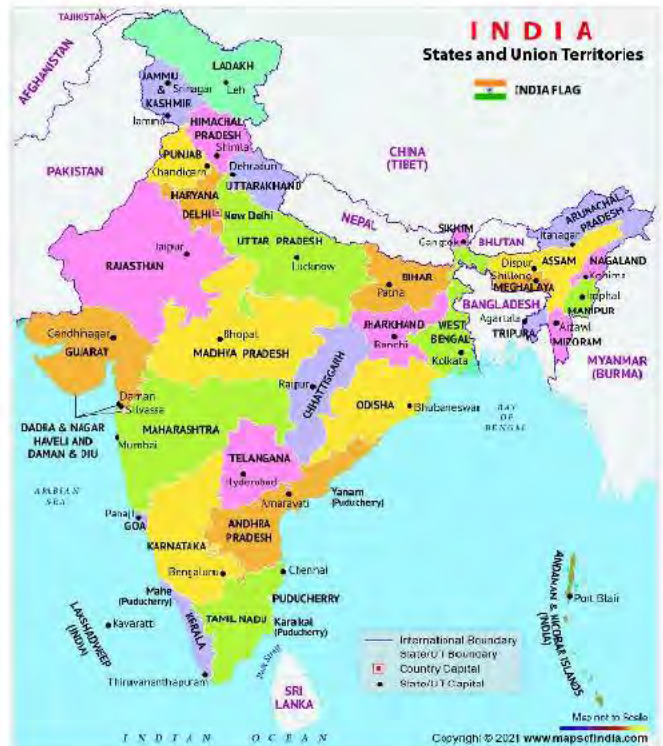 INDIA
States and Union Territories
INDIA FLAG
TAJIKISTAN
AFGHANISTAN
PAKISTAN
CHINA
(TIBET)
NEPAL
BHUTAN
BANGLADESH
MYANMAR
(BURMA)
SRI
LANKA
LADAKH
Leh
JAMMU
&
KASHMIR
Srinagar
Jammu
HIMACHAL
PRADESH
Shimla
PUNJAB
Chandigarh
Dehradun
UTTARAKHAND
HARYANA
DELHI
New Delhi
RAJASTHAN
Jaipur
UTTAR PRADESH
Lucknow
BIHAR
Patna
SIKKIM
Gangtok
ARUNACHAL
PRADESH
Itanagar
ASSAM
Dispur
Shillong
MEGHALAYA
NAGALAND
Kohima
Imphal
MANIPUR
Agartala
TRIPURA
Aizawl
MIZORAM
WEST
BENGAL
Kolkata
JHARKHAND
Ranchi
Gandhinagar
GUJARAT
Bhopal
MADHYA PRADESH
CHHATTISGARH
Raipur
ODISHA
Bhubaneswar
BAY
OF
BENGAL
Daman
Silvassa
DADRA & NAGAR
HAVELI AND
DAMAN & DIU
MAHARASHTRA
Mumbai
TELANGANA
Hyderabad
Amaravati
Yanam
(Puducherry)
ANDHRA
PRADESH
ARABIAN
SEA
Panaji
GOA
KARNATAKA
Bengaluru
Chennai
Mahe
(Puducherry)
PUDUCHERRY
TAMIL NADU
Karaikal
(Puducherry)
KERALA
Thiruvananthapuram
LAKSHADWEEP
(INDIA)
Kavaratti
Palk Strait
ANDAMAN & NICOBAR ISLANDS
(INDIA)
Port Blair
International Boundary
State/UT Boundary
Country Capital
State/UT Capital
Map not to Scale
INDIAN OCEAN
Copyright © 2021 www.mapsofindia.com